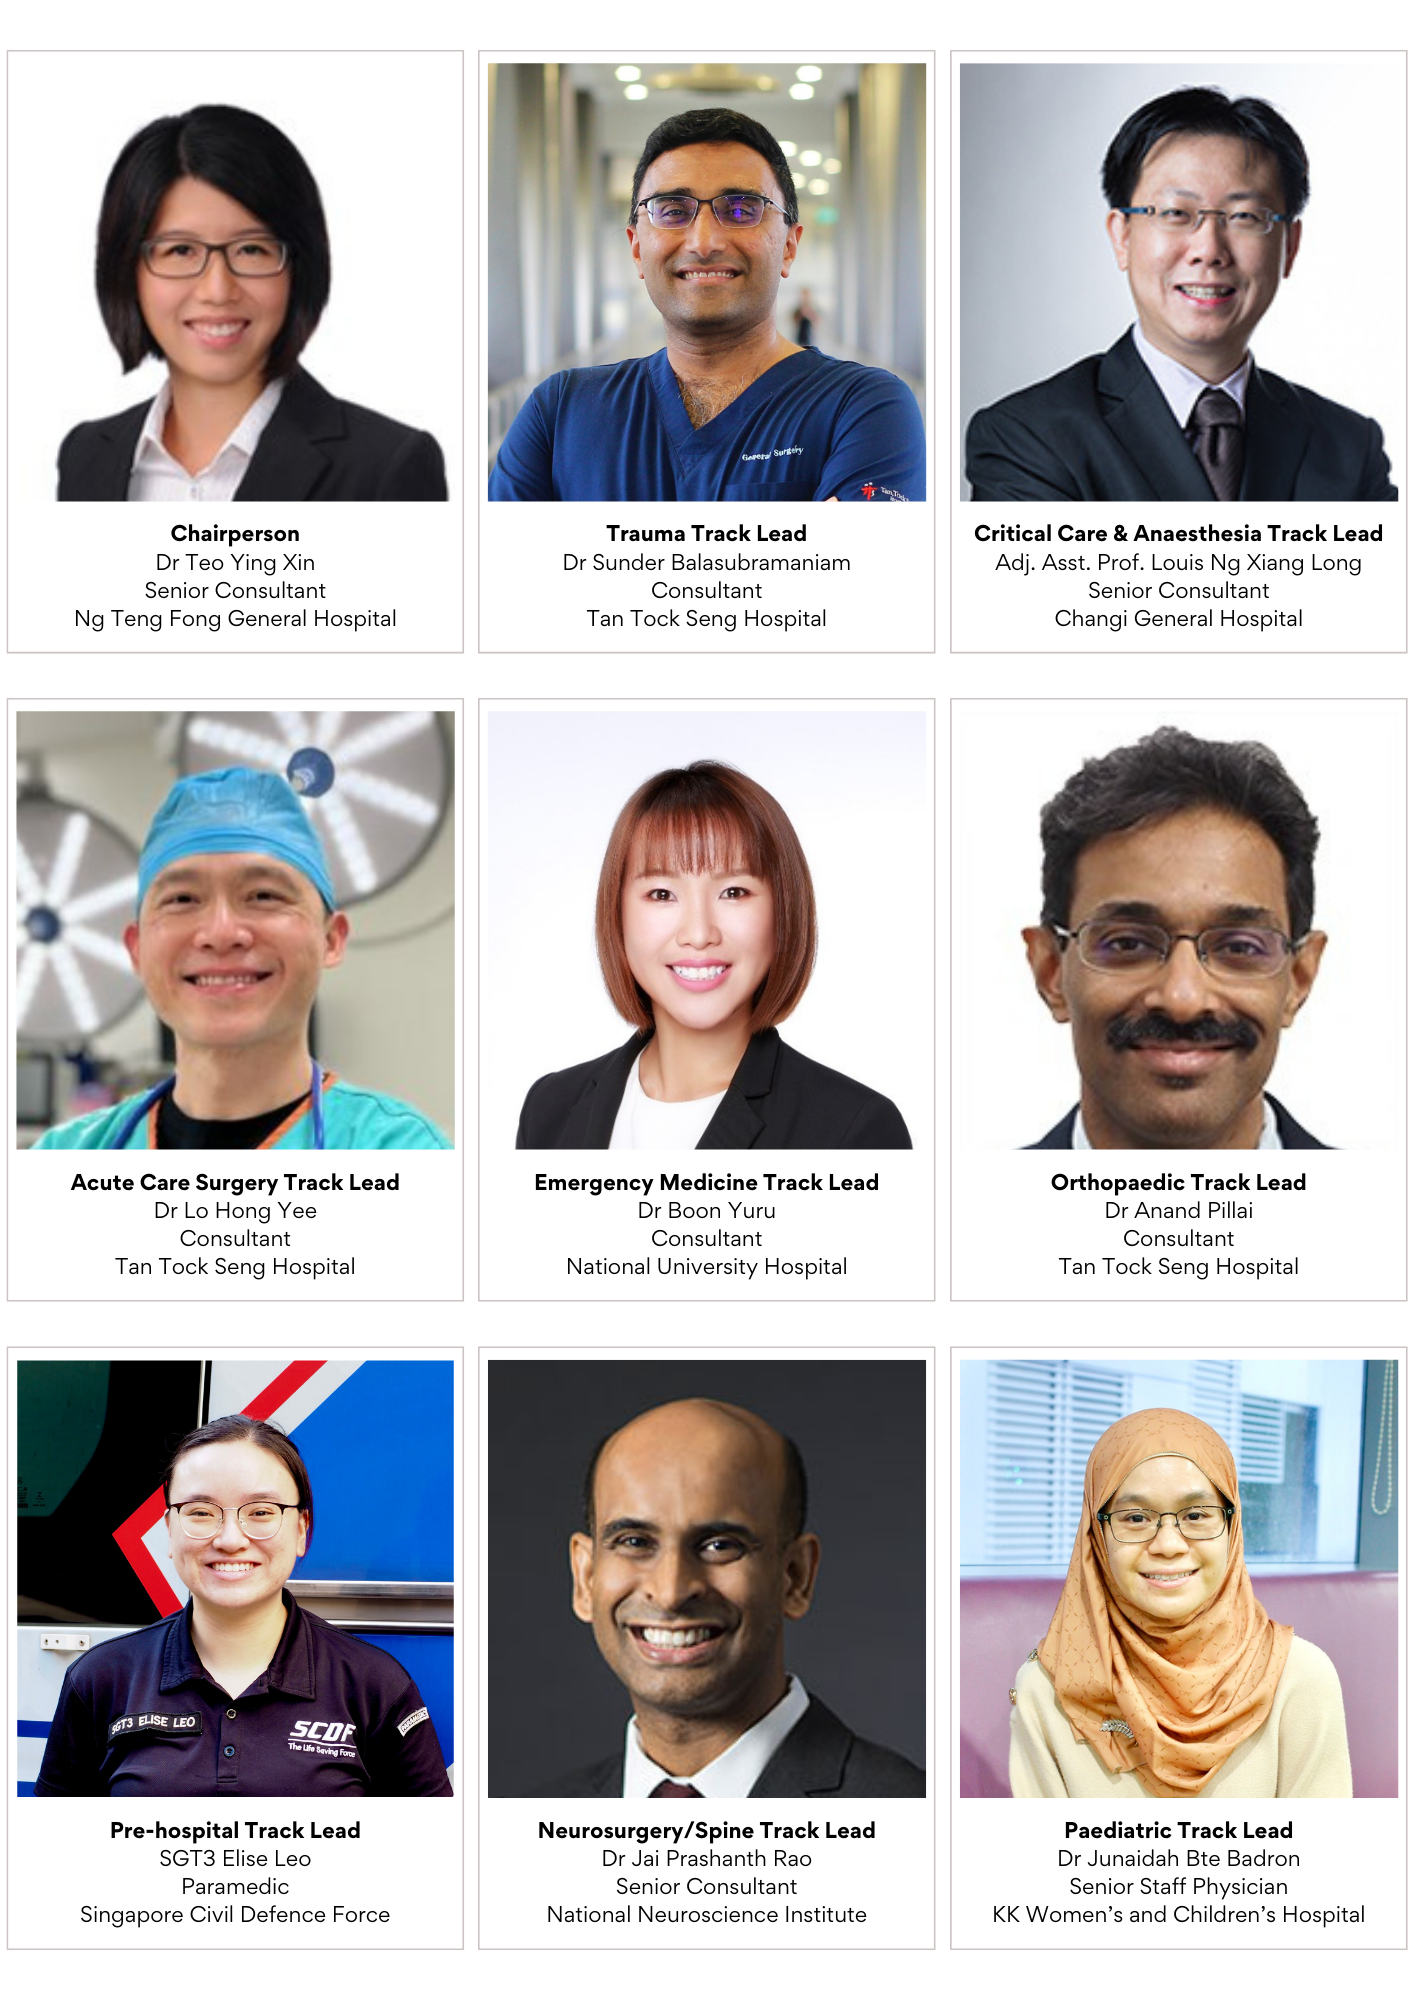 General Surgery
Tan Tock
Chairperson
Dr Teo Ying Xin
Senior Consultant
Ng Teng Fong General Hospital
Trauma Track Lead
Dr Sunder Balasubramaniam
Consultant
Tan Tock Seng Hospital
Critical Care & Anaesthesia Track Lead
Adj. Asst. Prof. Louis Ng Xiang Long
Senior Consultant
Changi General Hospital
Acute Care Surgery Track Lead
Dr Lo Hong Yee
Consultant
Tan Tock Seng Hospital
Emergency Medicine Track Lead
Dr Boon Yuru
Consultant
National University Hospital
Orthopaedic Track Lead
Dr Anand Pillai
Consultant
Tan Tock Seng Hospital
SGT3 ELISE LEO
SCDF
The Life Saving Force
PARAMEDIC
Pre-hospital Track Lead
SGT3 Elise Leo
Paramedic
Singapore Civil Defence Force
Neurosurgery/Spine Track Lead
Dr Jai Prashanth Rao
Senior Consultant
National Neuroscience Institute
Paediatric Track Lead
Dr Junaidah Bte Badron
Senior Staff Physician
KK Women's and Children's Hospital